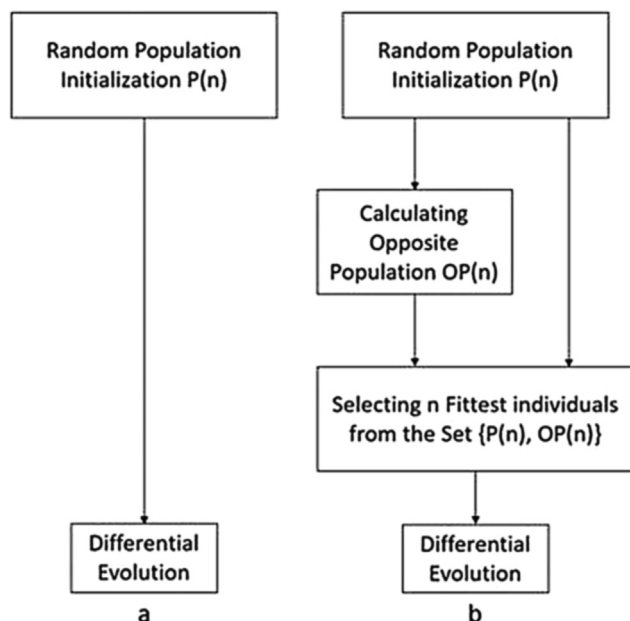 Random Population
Initialization P(n)
Differential
Evolution
a
Random Population
Initialization P(n)
Calculating
Opposite
Population OP(n)
Selecting n Fittest individuals
from the Set {P(n), OP(n)}
Differential
Evolution
b